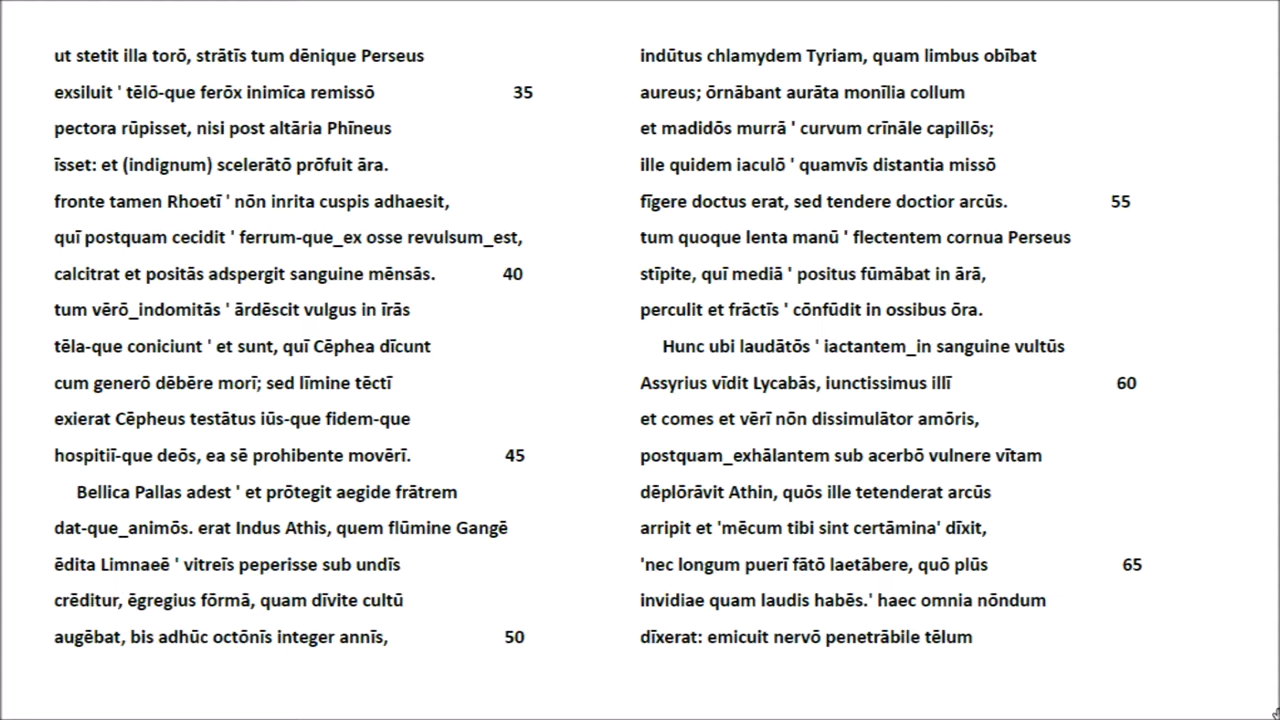 ut stetit illa torō, strātīs tum dēnique Perseus
exsiluit ' tēlō-que ferōx inimīca remissō 35
pectora rūpisset, nisi post altāria Phīneus
īsset: et (indignum) scelerātō prōfuit āra.
fronte tamen Rhoetī ' nōn inrita cuspis adhaesit,
quī postquam cecidit ' ferrum-que_ex osse revulsum_est,
calcitrat et positās adspergit sanguine mēnsās. 40
tum vērō_indomitās ' ārdēscit vulgus in īrās
tēla-que coniciunt ' et sunt, quī Cēphea dīcunt
cum generō dēbēre morī; sed līmine tēctī
exierat Cēpheus testātus iūs-que fidem-que
hospitiī-que deōs, ea sē prohibente movērī. 45
Bellica Pallas adest ' et prōtegit aegide frātrem
dat-que_animōs. erat Indus Athis, quem flūmine Gangē
ēdita Limnaeē ' vitreīs peperisse sub undīs
crēditur, ēgregius fōrmā, quam dīvite cultū
augēbat, bis adhūc octōnīs integer annīs, 50
indūtus chlamydem Tyriam, quam limbus obībat
aureus; ōrnābant aurāta monīlia collum
et madidōs murrā ' curvum crīnāle capillōs;
ille quidem iaculō ' quamvīs distantia missō
fīgere doctus erat, sed tendere doctior arcūs. 55
tum quoque lenta manū ' flectentem cornua Perseus
stīpite, quī mediā ' positus fūmābat in ārā,
perculit et frāctīs ' cōnfūdit in ossibus ōra.
Hunc ubi laudātōs ' iactantem_in sanguine vultūs
Assyrius vīdit Lycabās, iunctissimus illī 60
et comes et vērī nōn dissimulātor amōris,
postquam_exhālantem sub acerbō vulnere vītam
dēplōrāvit Athin, quōs ille tetenderat arcūs
arripit et 'mēcum tibi sint certāmina' dīxit,
'nec longum puerī fātō laetābere, quō plūs 65
invidiae quam laudis habēs.' haec omnia nōndum
dīxerat: emicuit nervō penetrābile tēlum